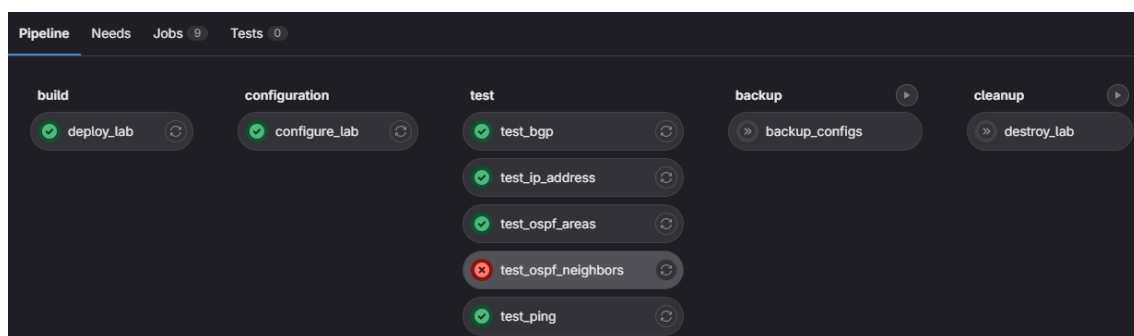 Pipeline Needs Jobs 9 Tests 0
build configuration test backup cleanup
deploy_lab configure_lab test_bgp backup_configs destroy_lab
test_ip_address
test_ospf_areas
test_ospf_neighbors
test_ping